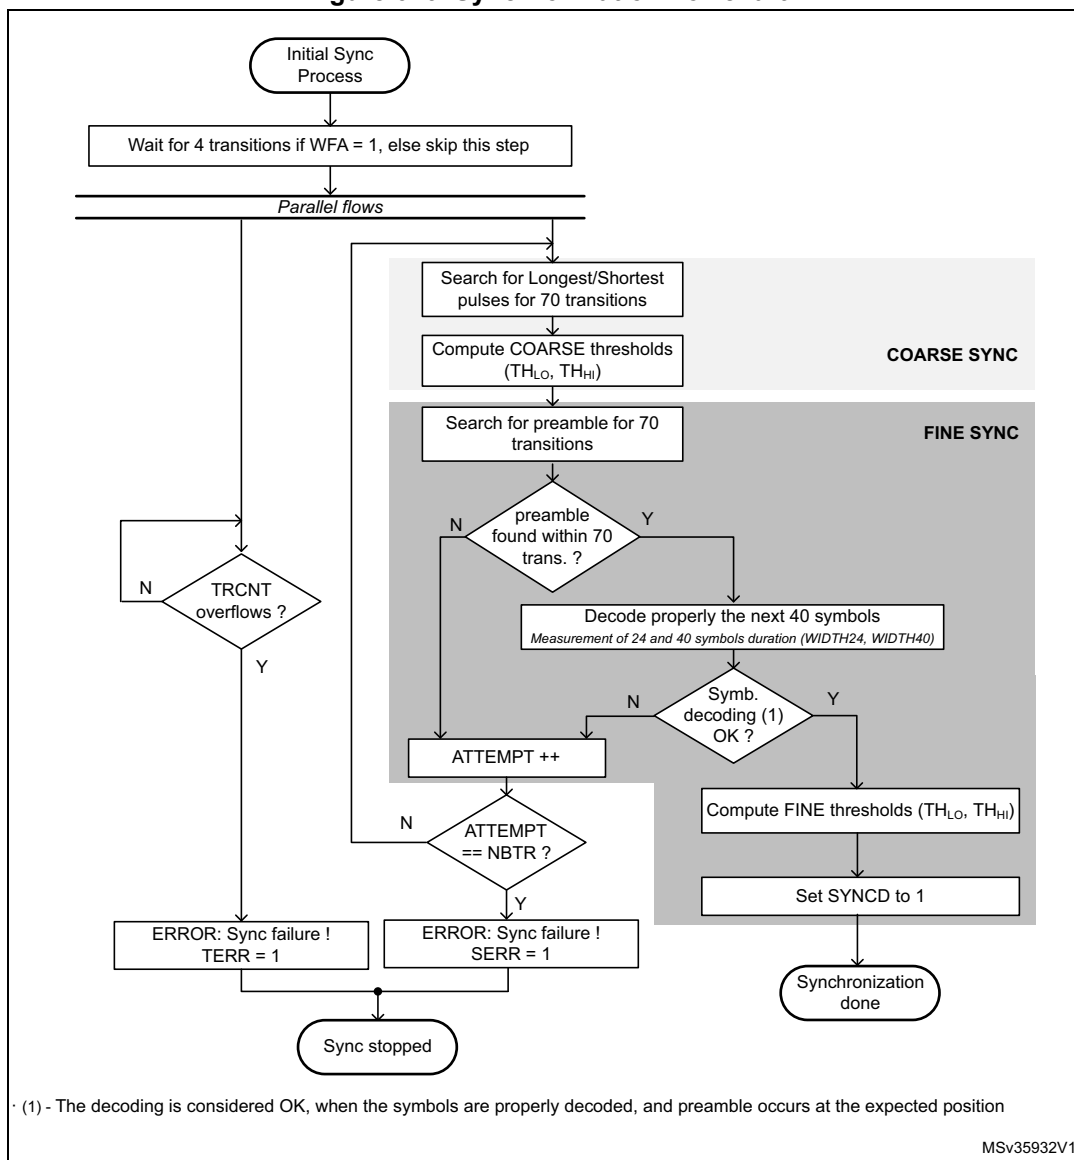 Initial Sync
Process
Wait for 4 transitions if WFA = 1, else skip this step
Parallel flows
Search for Longest/Shortest
pulses for 70 transitions
Compute COARSE thresholds
(TH_LO, TH_HI)
COARSE SYNC
Search for preamble for 70
transitions
FINE SYNC
preamble
found within 70
trans. ?
N
Y
TRCNT
overflows ?
N
Y
Decode properly the next 40 symbols
Measurement of 24 and 40 symbols duration (WIDTH24, WIDTH40)
Symb.
decoding (1)
OK ?
N
Y
ATTEMPT ++
Compute FINE thresholds (TH_LO, TH_HI)
ATTEMPT
== NBTR ?
N
Y
Set SYNCD to 1
ERROR: Sync failure !
TERR = 1
ERROR: Sync failure !
SERR = 1
Synchronization
done
Sync stopped
· (1) - The decoding is considered OK, when the symbols are properly decoded, and preamble occurs at the expected position
MSv35932V1